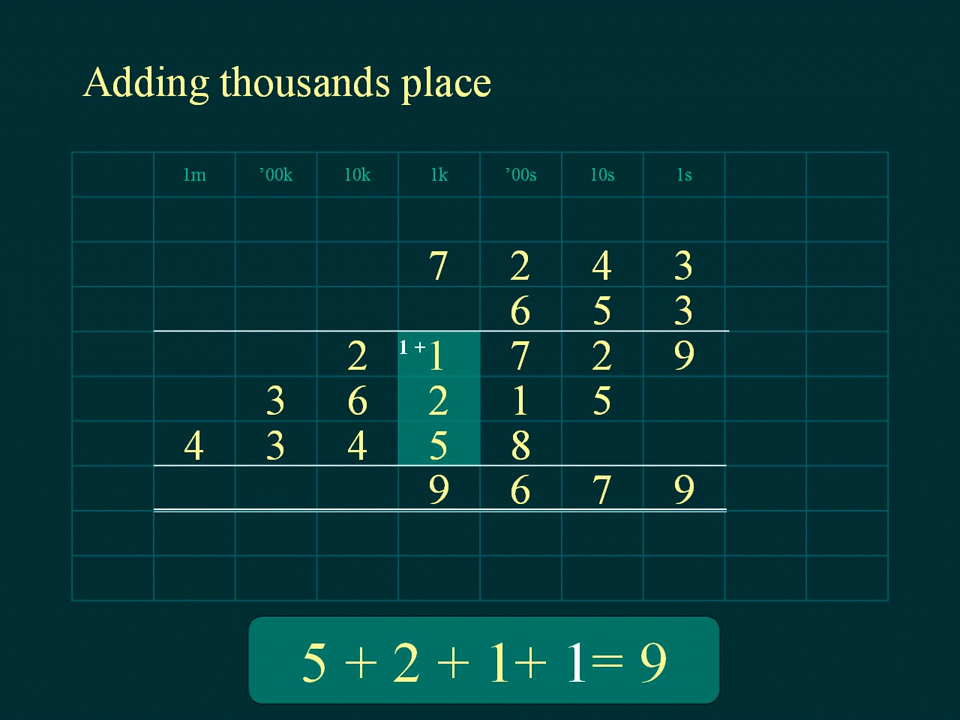 Adding thousands place
1m ’00k 10k 1k ’00s 10s 1s
7 2 4 3
6 5 3
2 1 + 1 7 2 9
3 6 2 1 5
4 3 4 5 8
9 6 7 9
5 + 2 + 1+ 1= 9